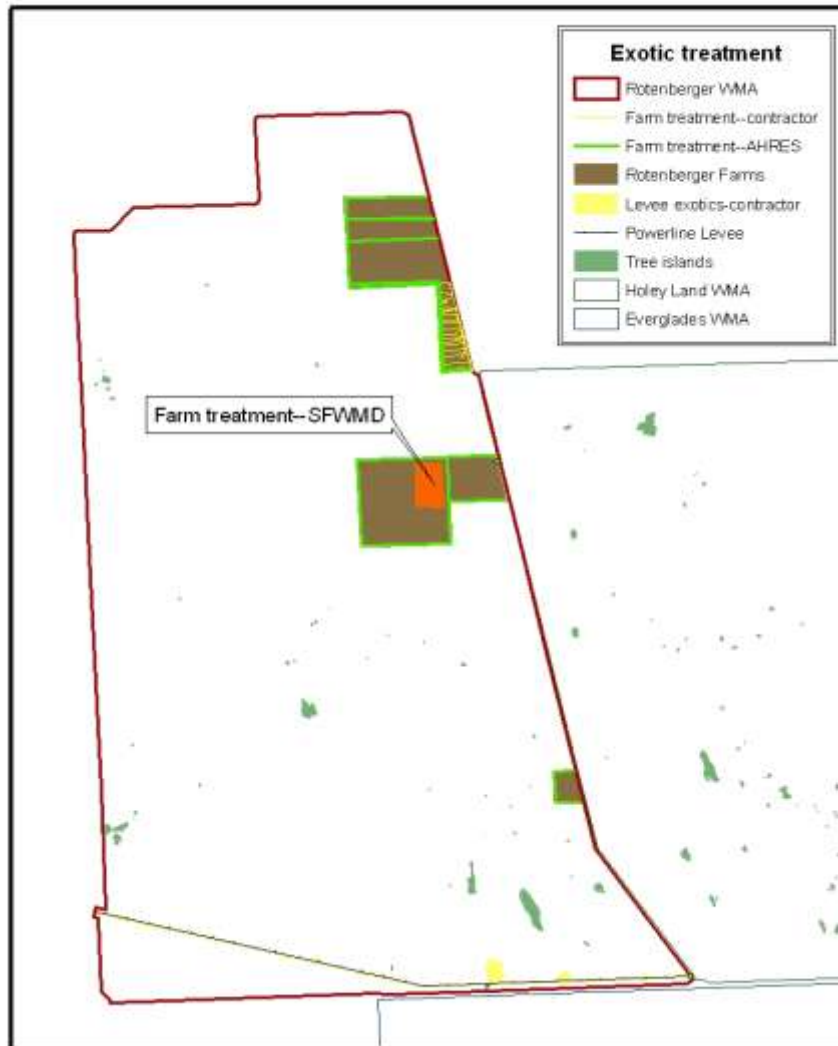 Exotic treatment
Rotenberger WMA
Farm treatment--contractor
Farm treatment--AHRES
Rotenberger Farms
Levee exotics-contractor
Powerline Levee
Tree islands
Holey Land WMA
Everglades WMA
Farm treatment--SFWMD